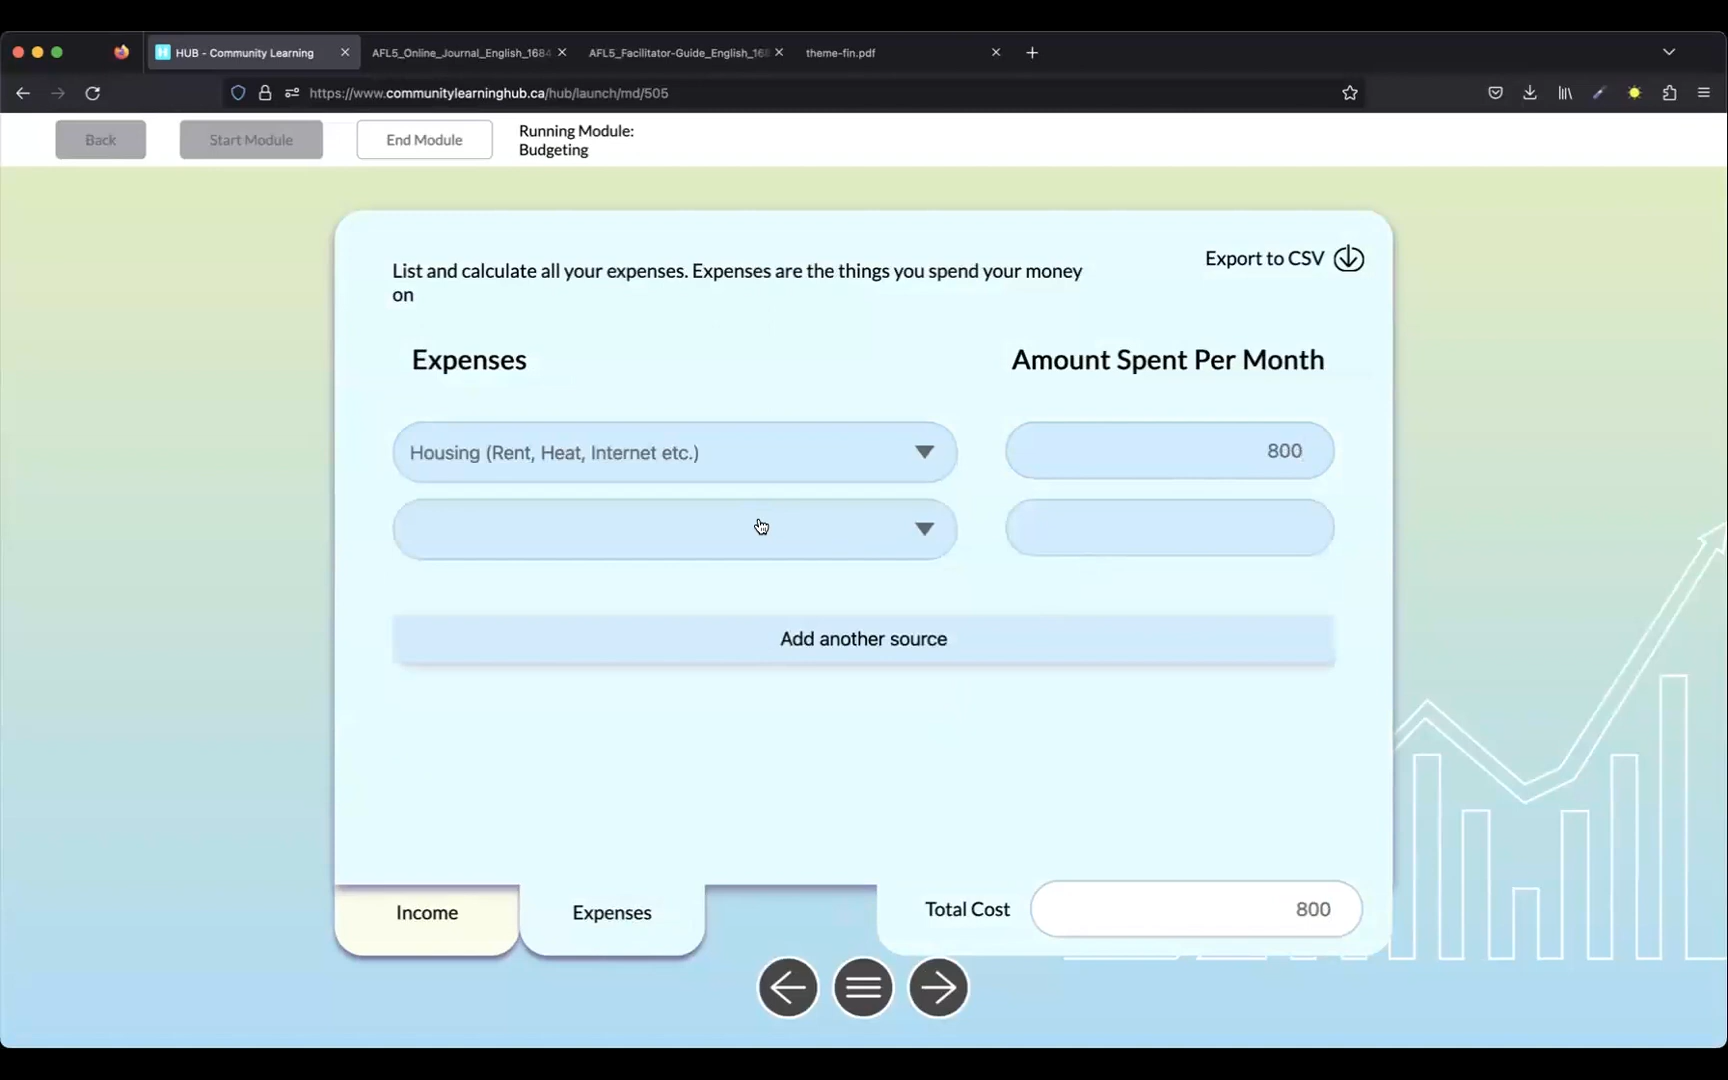 HUB - Community Learning
AFL5_Online_Journal_English_1684
AFL5_Facilitator-Guide_English_168
theme-fin.pdf
https://www.communitylearninghub.ca/hub/launch/md/505
Back
Start Module
End Module
Running Module:
Budgeting
List and calculate all your expenses. Expenses are the things you spend your money
on
Export to CSV
Expenses
Amount Spent Per Month
Housing (Rent, Heat, Internet etc.)
800
Add another source
Income
Expenses
Total Cost
800